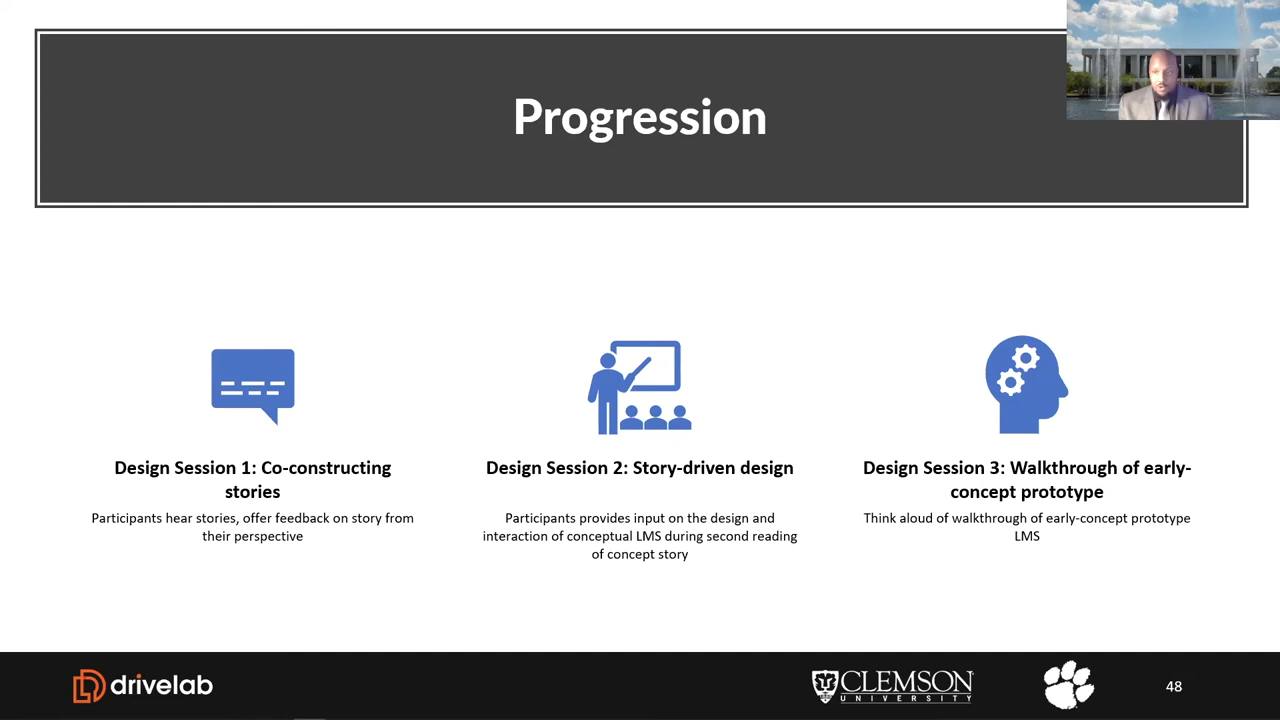 Progression
Design Session 1: Co-constructing
stories
Participants hear stories, offer feedback on story from
their perspective
Design Session 2: Story-driven design
Participants provides input on the design and
interaction of conceptual LMS during second reading
of concept story
Design Session 3: Walkthrough of early-
concept prototype
Think aloud of walkthrough of early-concept prototype
LMS
drivelab
CLEMSON
UNIVERSITY
48